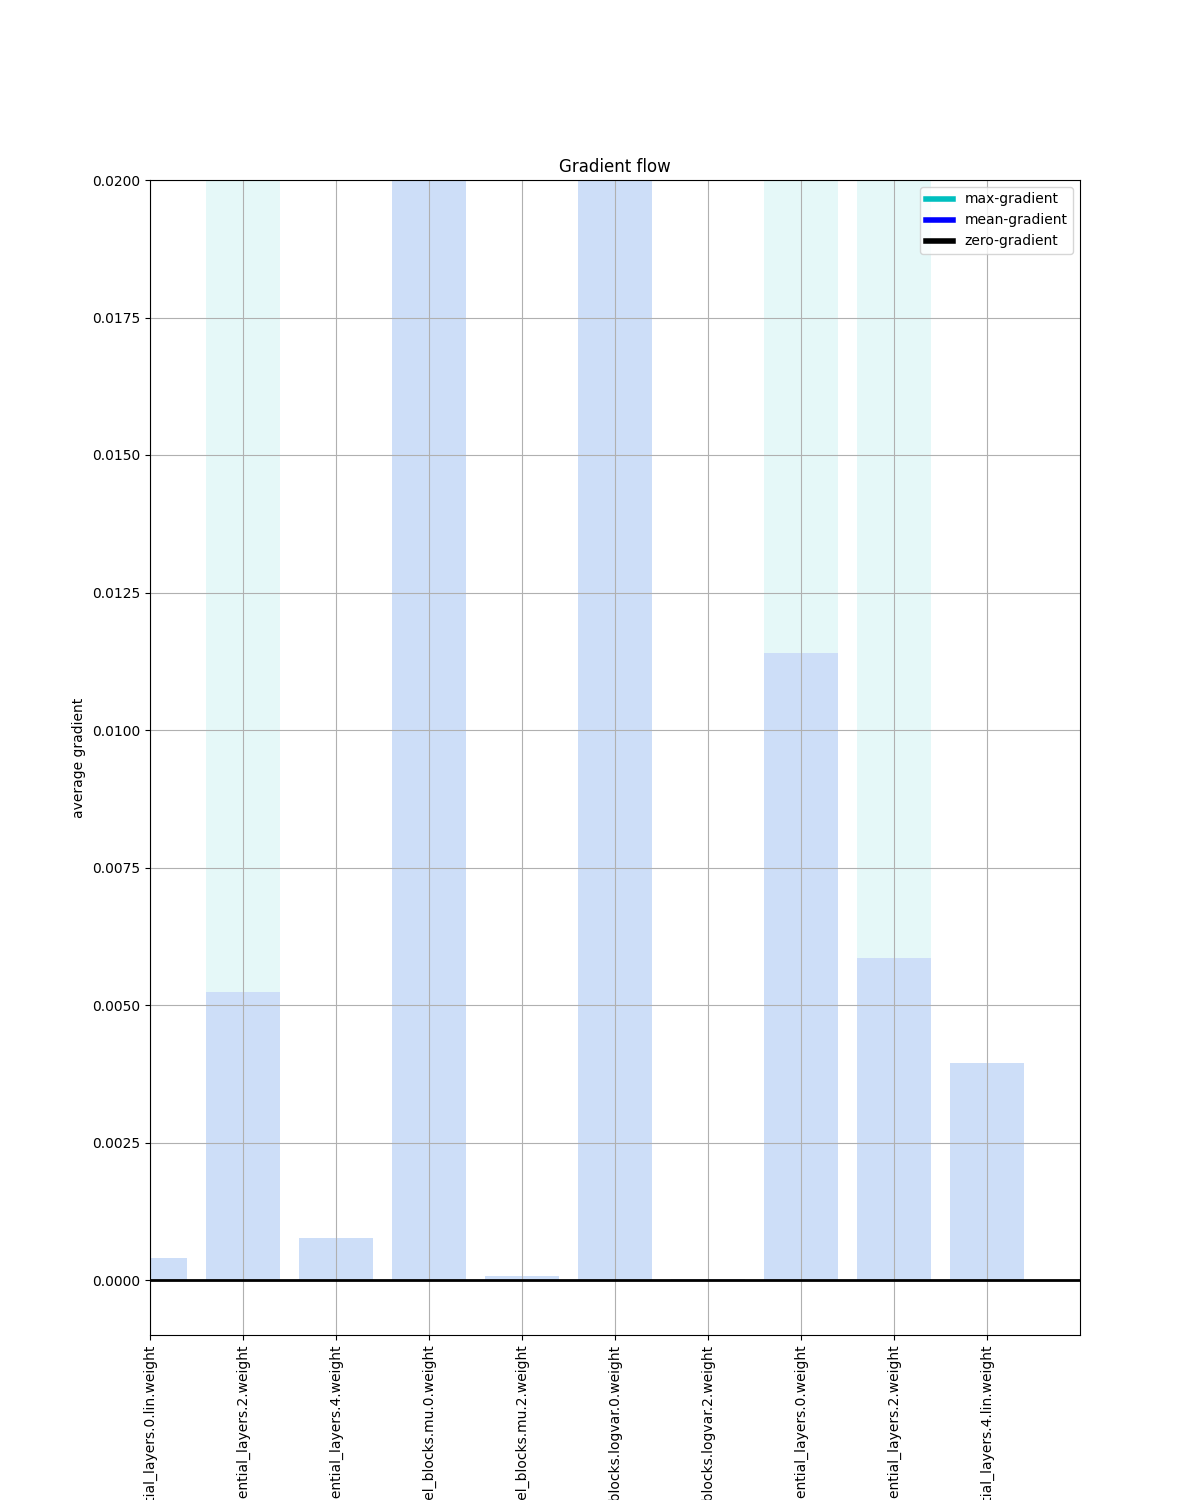 Gradient flow
max-gradient
mean-gradient
zero-gradient
0.0200
0.0175
0.0150
0.0125
0.0100
0.0075
0.0050
0.0025
0.0000
average gradient
tial_layers.0.lin.weight
ential_layers.2.weight
ential_layers.4.weight
el_blocks.mu.0.weight
el_blocks.mu.2.weight
blocks.logvar.0.weight
blocks.logvar.2.weight
ential_layers.0.weight
ential_layers.2.weight
tial_layers.4.lin.weight